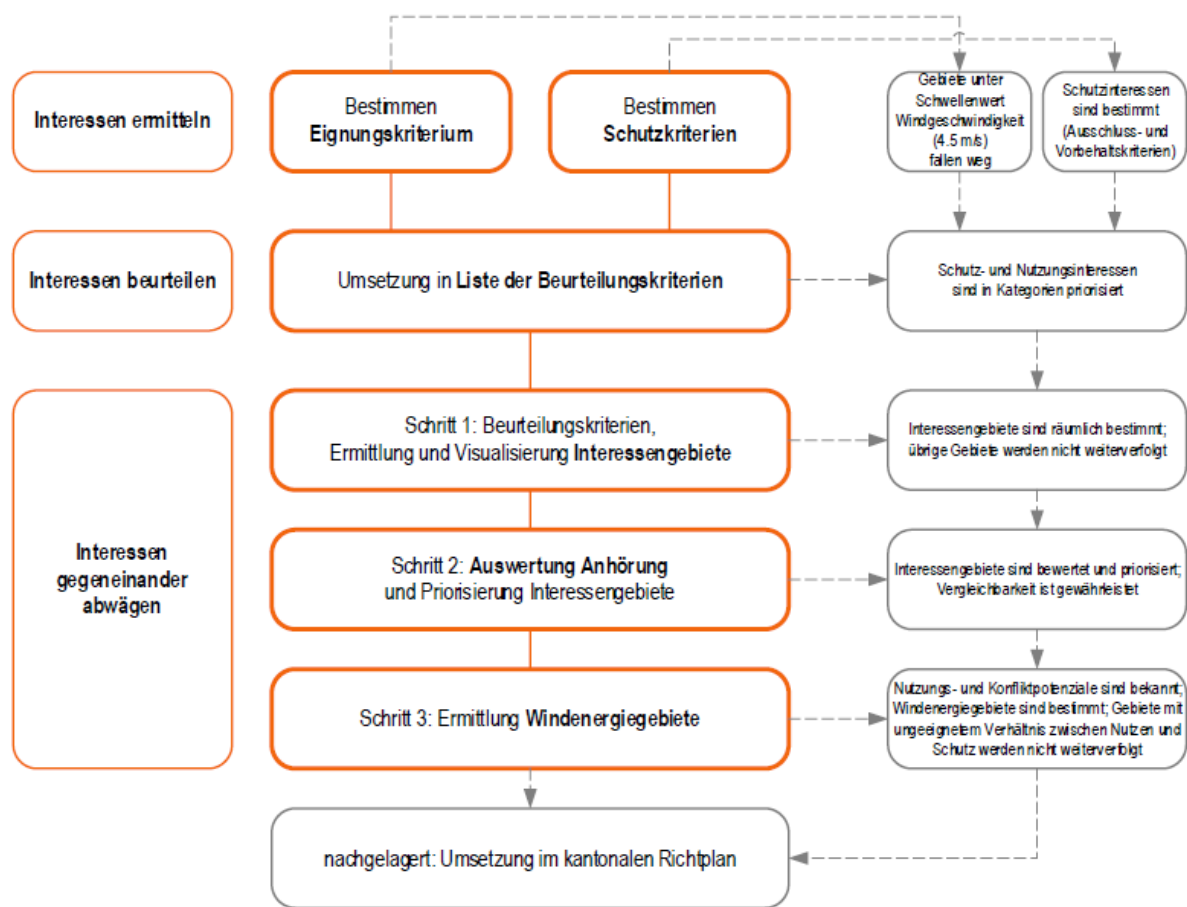 Interessen ermitteln
Bestimmen
Eignungskriterium
Bestimmen
Schutzkriterien
Gebiete unter
Schwellenwert
Windgeschwindigkeit
(4.5 m/s)
fallen weg
Schutzinteressen
sind bestimmt
(Ausschluss- und
Vorbehaltskriterien)
Interessen beurteilen
Umsetzung in Liste der Beurteilungskriterien
Schutz- und Nutzungsinteressen
sind in Kategorien priorisiert
Interessen
gegeneinander
abwägen
Schritt 1: Beurteilungskriterien,
Ermittlung und Visualisierung Interessengebiete
Interessengebiete sind räumlich bestimmt;
übrige Gebiete werden nicht weiterverfolgt
Schritt 2: Auswertung Anhörung
und Priorisierung Interessengebiete
Interessengebiete sind bewertet und priorisiert;
Vergleichbarkeit ist gewährleistet
Schritt 3: Ermittlung Windenergiegebiete
Nutzungs- und Konfliktpotenziale sind bekannt;
Windenergiegebiete sind bestimmt; Gebiete mit
ungeeignetem Verhältnis zwischen Nutzen und
Schutz werden nicht weiterverfolgt
nachgelagert: Umsetzung im kantonalen Richtplan